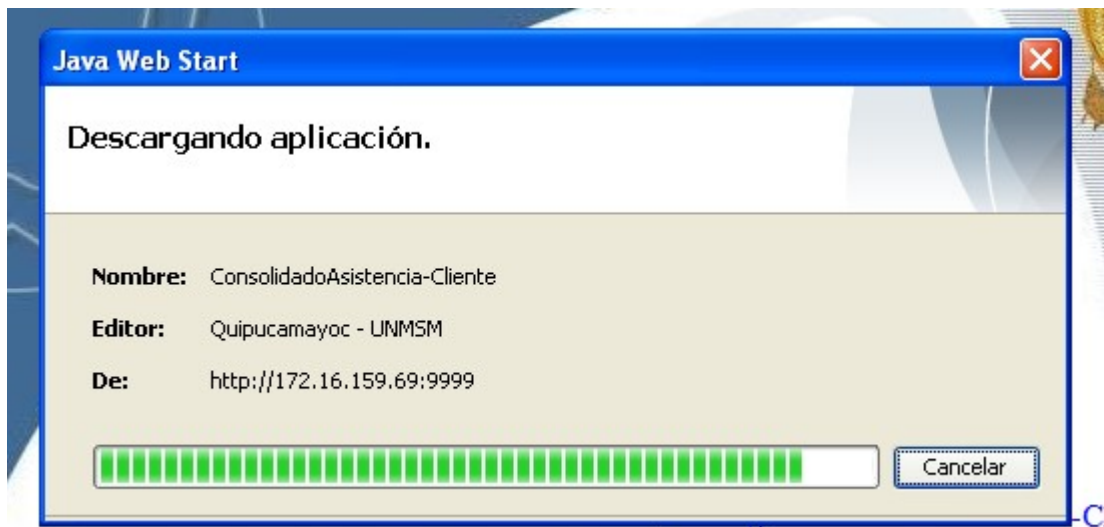 Java Web Start
Descargando aplicación.
Nombre: ConsolidadoAsistencia-Cliente
Editor: Quipucamayoc - UNMSM
De: http://172.16.159.69:9999
Cancelar
-C